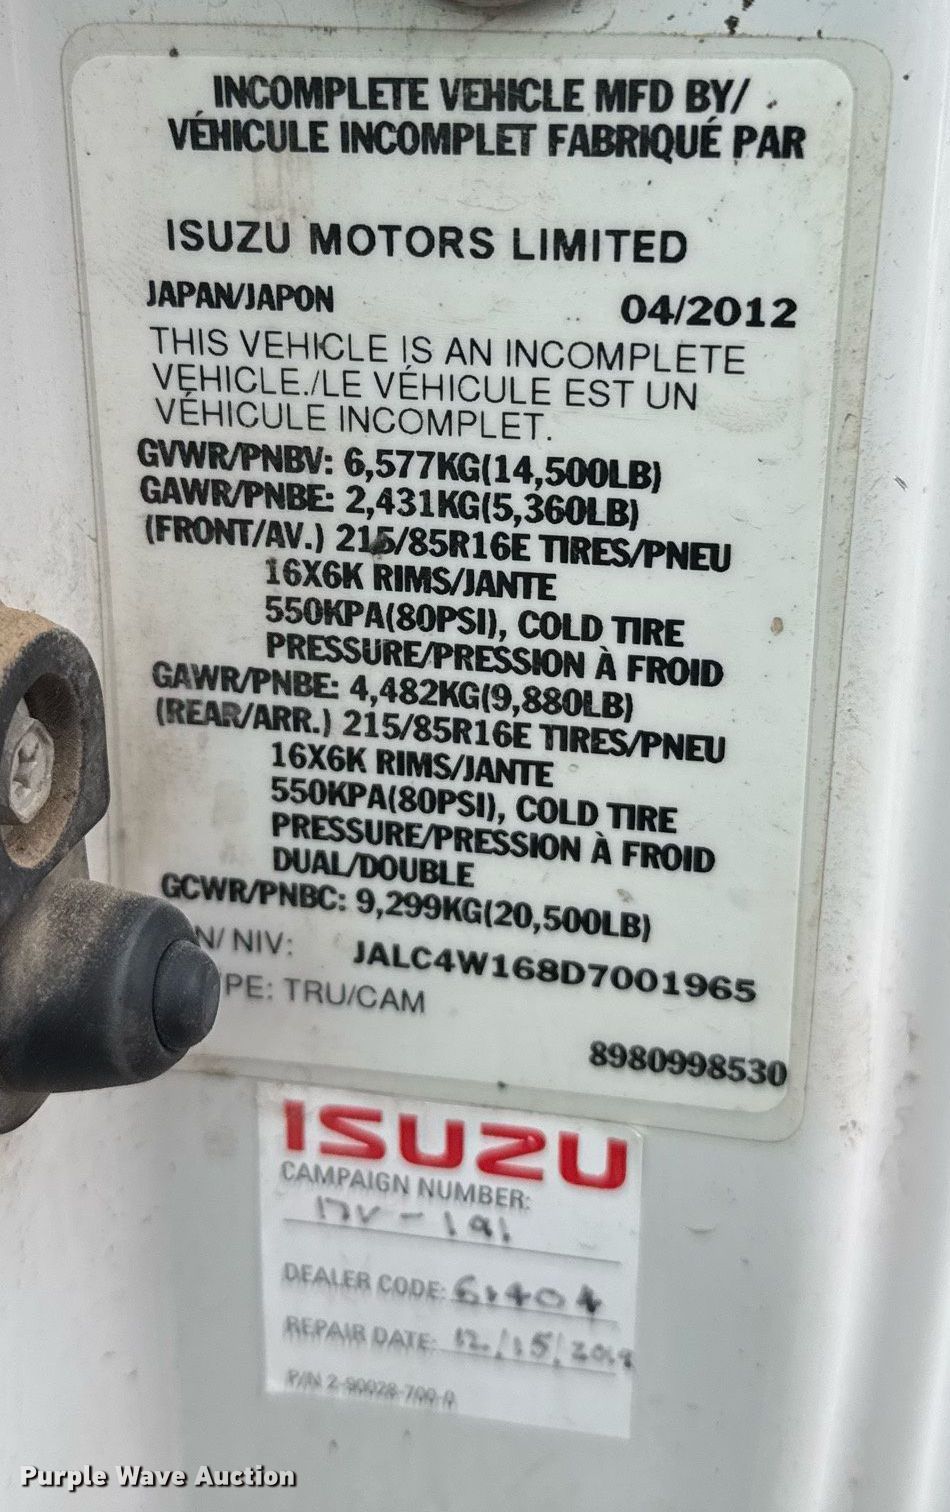 INCOMPLETE VEHICLE MFD BY/
VÉHICULE INCOMPLET FABRIQUÉ PAR
ISUZU MOTORS LIMITED
JAPAN/JAPON 04/2012
THIS VEHICLE IS AN INCOMPLETE
VEHICLE./LE VÉHICULE EST UN
VÉHICULE INCOMPLET.
GVWR/PNBV: 6,577KG(14,500LB)
GAWR/PNBE: 2,431KG(5,360LB)
(FRONT/AV.) 215/85R16E TIRES/PNEU
16X6K RIMS/JANTE
550KPA(80PSI), COLD TIRE
PRESSURE/PRESSION À FROID
GAWR/PNBE: 4,482KG(9,880LB)
(REAR/ARR.) 215/85R16E TIRES/PNEU
16X6K RIMS/JANTE
550KPA(80PSI), COLD TIRE
PRESSURE/PRESSION À FROID
DUAL/DOUBLE
GCWR/PNBC: 9,299KG(20,500LB)
N/ NIV: JALC4W168D7001965
PE: TRU/CAM
8980998530
ISUZU
CAMPAIGN NUMBER:
17V-191
DEALER CODE: 61404
REPAIR DATE: 12/15/2019
P/N 2-90028-700-0
Purple Wave Auction